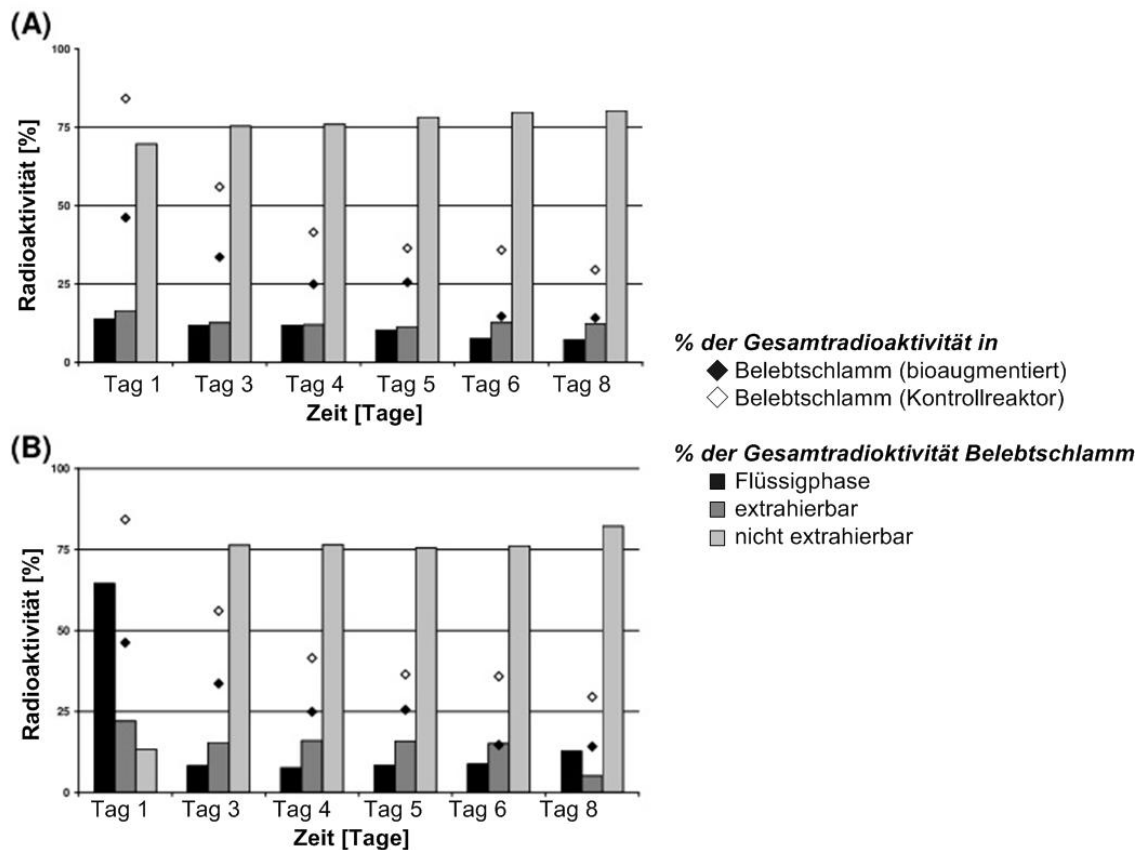 (A)
100
75
50
25
0
Radioaktivität [%]
Tag 1 Tag 3 Tag 4 Tag 5 Tag 6 Tag 8
Zeit [Tage]
(B)
100
75
50
25
0
Radioaktivität [%]
Tag 1 Tag 3 Tag 4 Tag 5 Tag 6 Tag 8
Zeit [Tage]
% der Gesamtradioaktivität in
Belebtschlamm (bioaugmentiert)
Belebtschlamm (Kontrollreaktor)
% der Gesamtradioktivität Belebtschlamm
Flüssigphase
extrahierbar
nicht extrahierbar